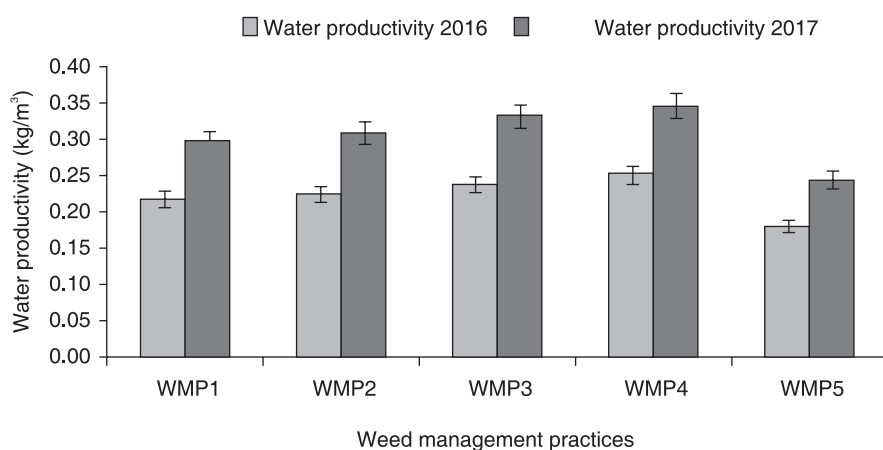 Water productivity 2016 Water productivity 2017
Water productivity (kg/m³)
0.40
0.35
0.30
0.25
0.20
0.15
0.10
0.05
0.00
WMP1 WMP2 WMP3 WMP4 WMP5
Weed management practices